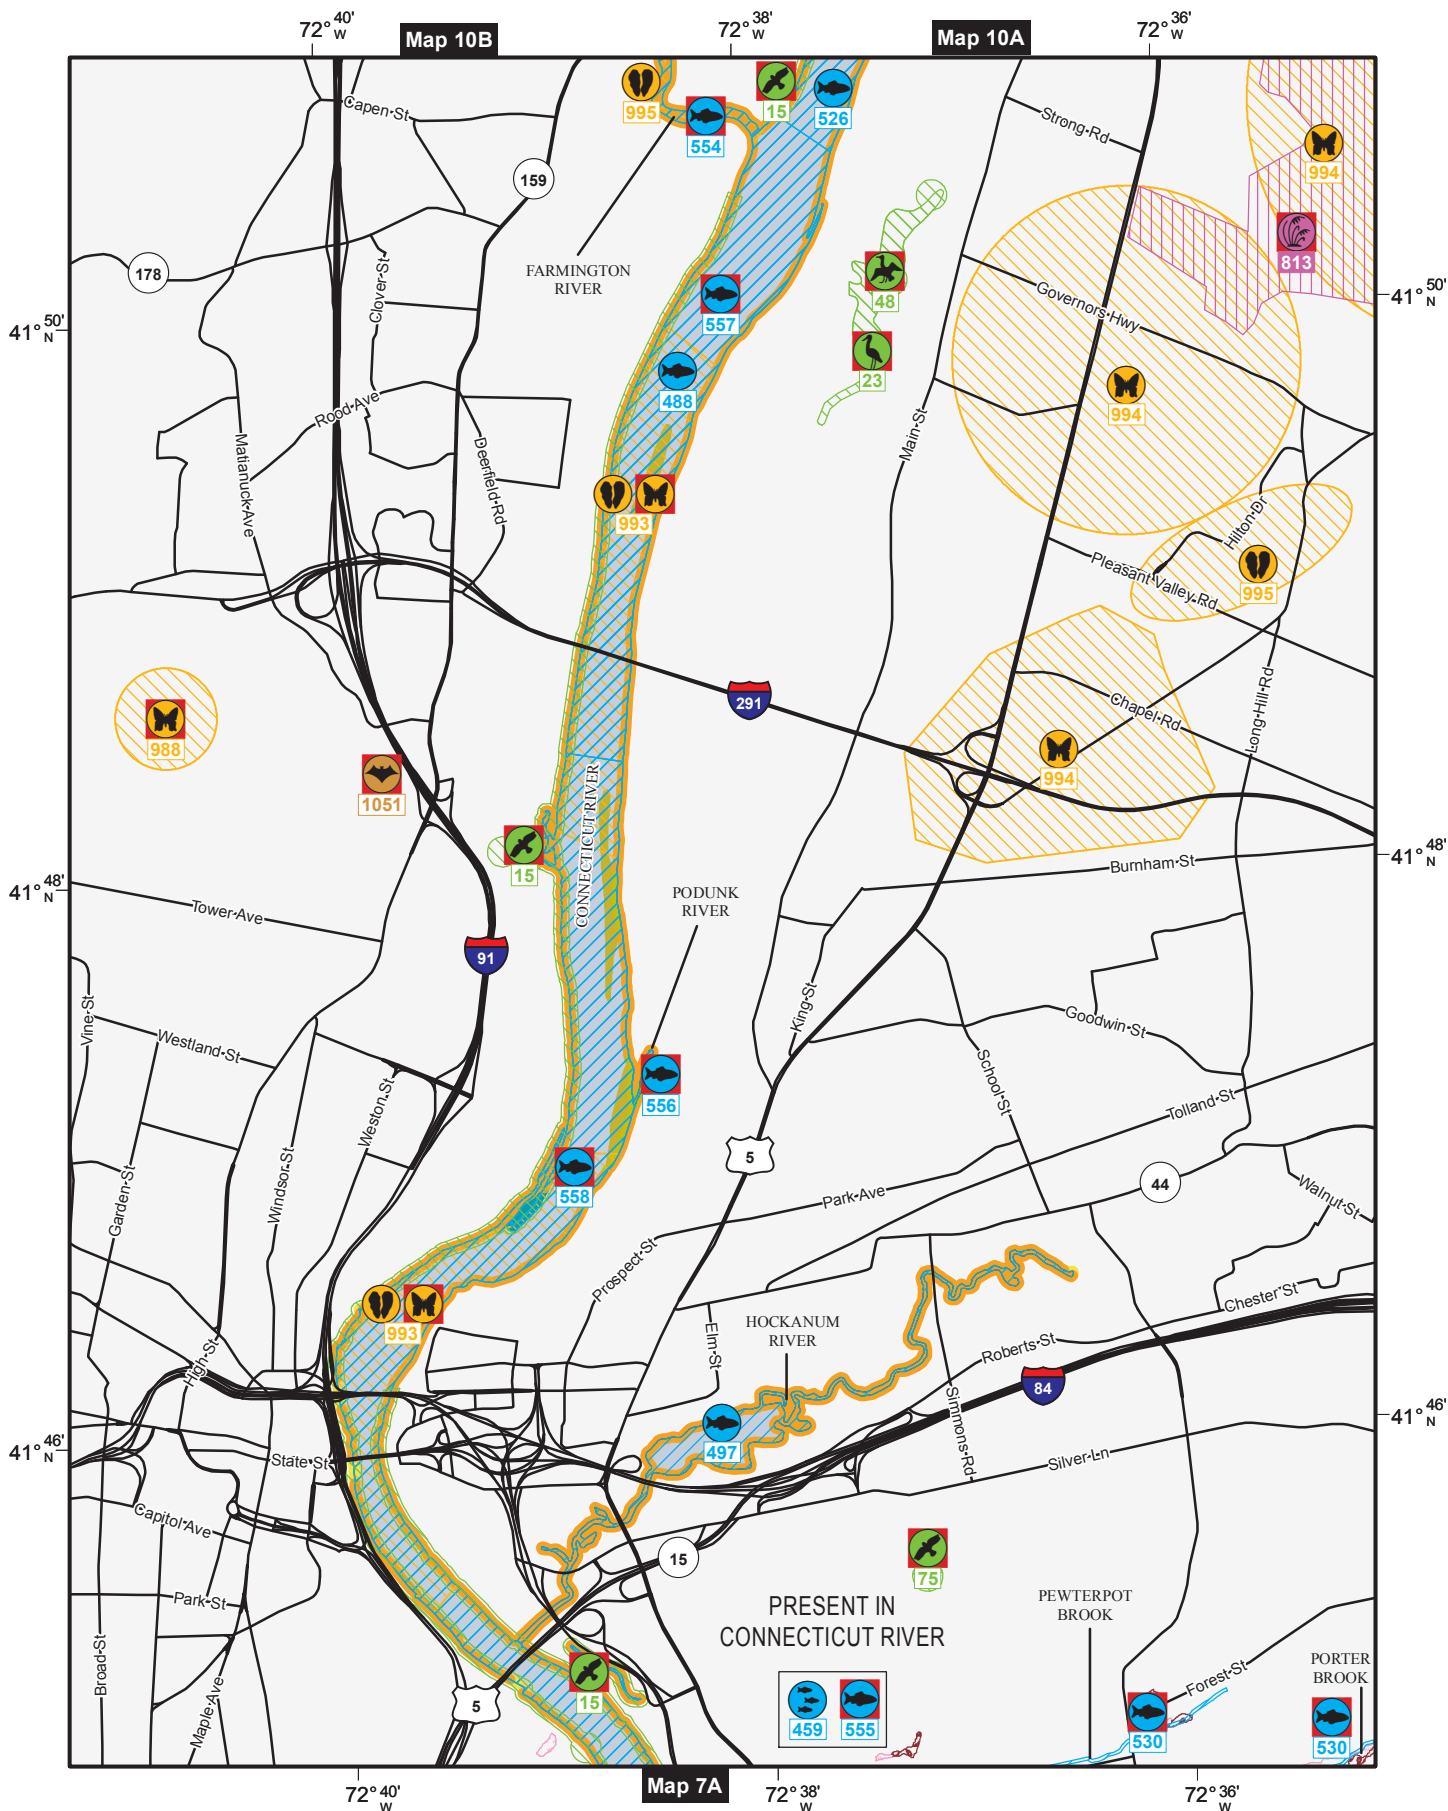 72° 40' W
Map 10B
72° 38' W
Map 10A
72° 36' W
Capen St
995
554
15
526
Strong Rd
994
159
813
178
FARMINGTON
RIVER
Clover St
557
48
Governors Hwy
41° 50' N
41° 50' N
488
23
994
Rood Ave
Matianuck Ave
Deerfield Rd
Main St
993
Hilton Dr
Pleasant Valley Rd
995
291
988
Chapel Rd
Long Hill Rd
994
1051
CONNECTICUT RIVER
15
Burnham St
41° 48' N
41° 48' N
Tower Ave
PODUNK
RIVER
91
King St
Vine St
Goodwin St
Westland St
School St
556
Weston St
Tolland St
5
558
44
Garden St
Windsor St
Park Ave
Walnut St
Prospect St
993
Chester St
HOCKANUM
RIVER
Elm St
Roberts St
High St
84
Simmons Rd
497
41° 46' N
41° 46' N
State St
Silver Ln
Capitol Ave
15
75
Park St
PRESENT IN
CONNECTICUT RIVER
PEWTERPOT
BROOK
Broad St
Maple Ave
15
5
459
555
Forest St
PORTER
BROOK
530
530
72° 40' W
Map 7A
72° 38' W
72° 36' W